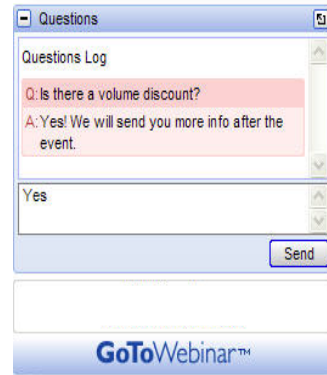 Questions
Questions Log
Q: Is there a volume discount?
A: Yes! We will send you more info after the
event.
Yes
Send
GoToWebinar™